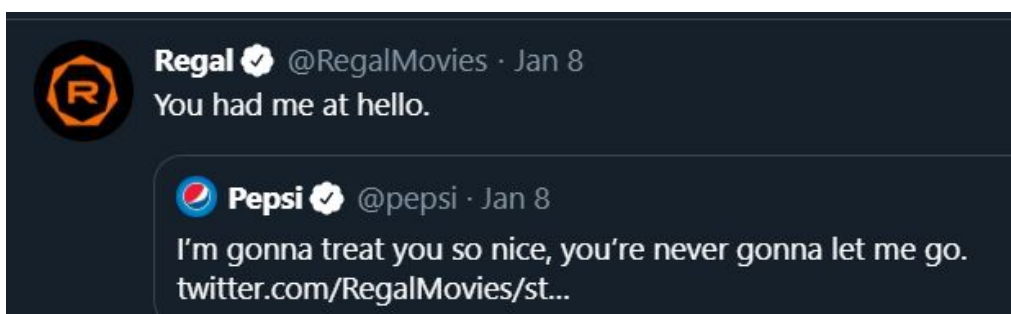 Regal @RegalMovies · Jan 8
You had me at hello.
R
Pepsi @pepsi · Jan 8
I'm gonna treat you so nice, you're never gonna let me go.
twitter.com/RegalMovies/st...